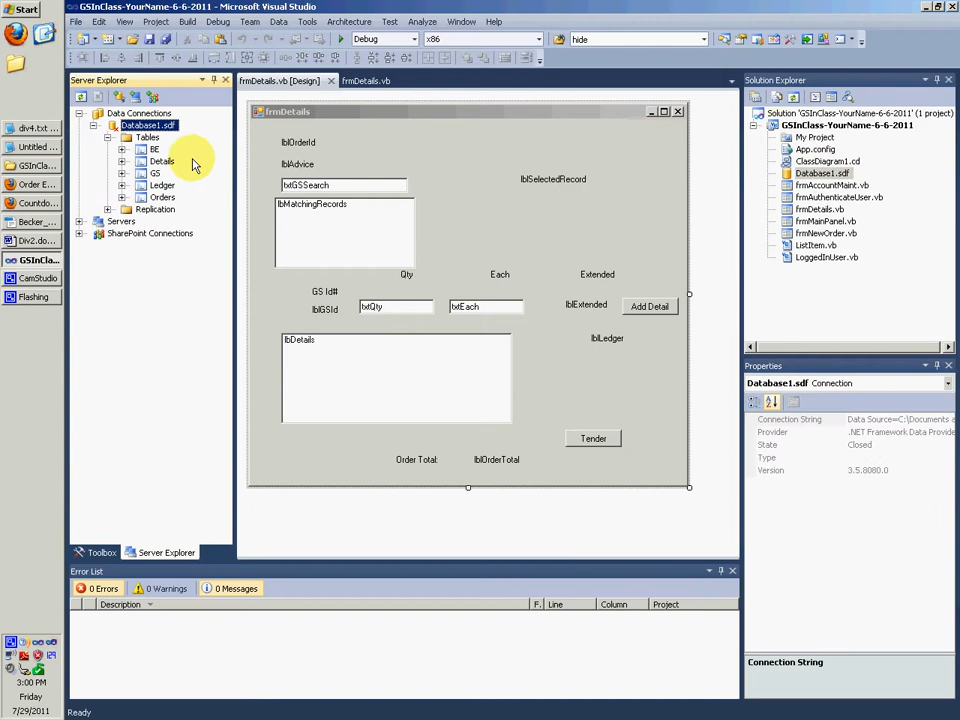 Start
GSInClass-YourName-6-6-2011 - Microsoft Visual Studio
File Edit View Project Build Debug Team Data Tools Architecture Test Analyze Window Help
Debug x86 hide
Server Explorer
Data Connections
Database1.sdf
Tables
BE
Details
GS
Ledger
Orders
Replication
Servers
SharePoint Connections
Toolbox Server Explorer
frmDetails.vb [Design] frmDetails.vb
frmDetails
lblOrderId
lblAdvice
txtGSSearch
lblSelectedRecord
lbMatchingRecords
Qty Each Extended
GS Id#
lblGSId txtQty txtEach lblExtended Add Detail
lbDetails
lblLedger
Tender
Order Total: lblOrderTotal
Solution Explorer
Solution 'GSInClass-YourName-6-6-2011' (1 project)
GSInClass-YourName-6-6-2011
My Project
App.config
ClassDiagram1.cd
Database1.sdf
frmAccountMaint.vb
frmAuthenticateUser.vb
frmDetails.vb
frmMainPanel.vb
frmNewOrder.vb
ListItem.vb
LoggedInUser.vb
Properties
Database1.sdf Connection
Connection String Data Source=C:\Documents a
Provider .NET Framework Data Provide
State Closed
Type
Version 3.5.8080.0
Connection String
Error List
0 Errors 0 Warnings 0 Messages
Description F. Line Column Project
Ready
div4.txt ...
Untitled ...
GSInCla...
Order E...
Countdo...
Becker_...
Div2.do...
GSInCla...
CamStudio
Flashing
3:00 PM
Friday
7/29/2011